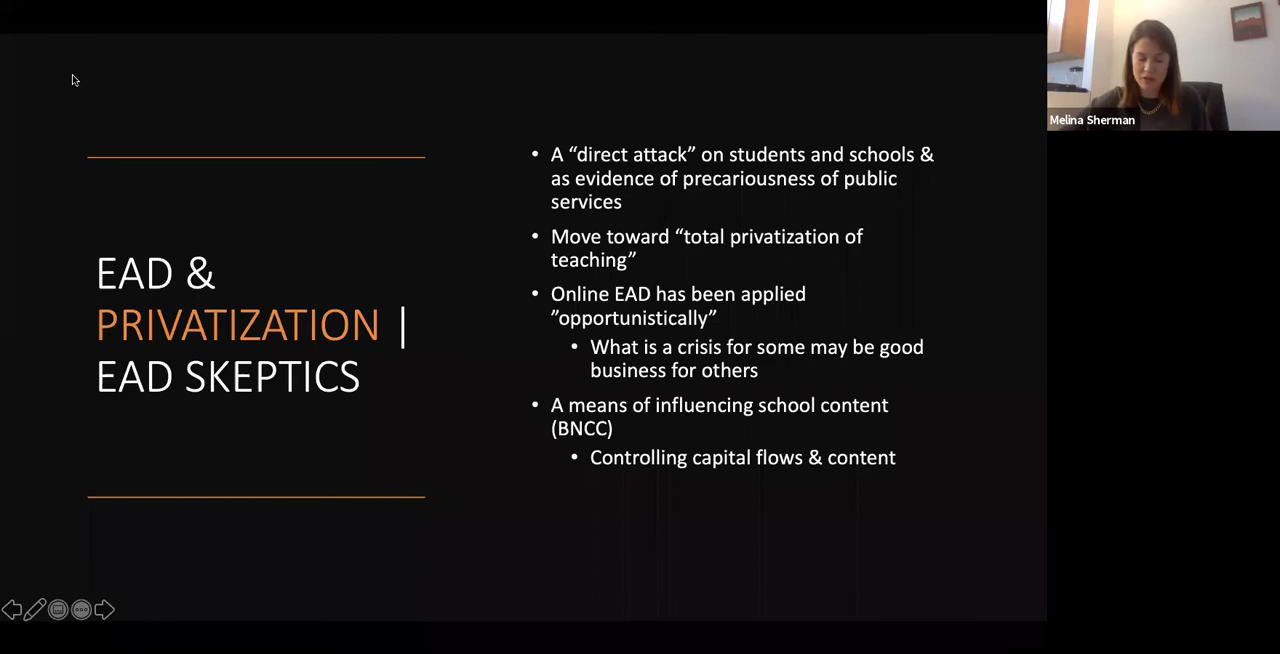 Melina Sherman
EAD &
PRIVATIZATION |
EAD SKEPTICS
• A “direct attack” on students and schools &
as evidence of precariousness of public
services
• Move toward “total privatization of
teaching”
• Online EAD has been applied
”opportunistically”
• What is a crisis for some may be good
business for others
• A means of influencing school content
(BNCC)
• Controlling capital flows & content